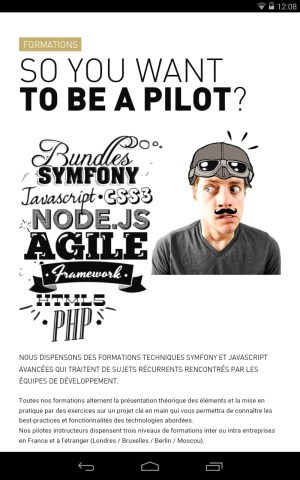 12:08
FORMATIONS
SO YOU WANT
TO BE A PILOT?
Bundles
SYMFONY
Javascript • CSS3
NODE.JS
AGILE
Framework
HTML5
PHP
NOUS DISPENSONS DES FORMATIONS TECHNIQUES SYMFONY ET JAVASCRIPT
AVANCÉES QUI TRAITENT DE SUJETS RÉCURRENTS RENCONTRÉS PAR LES
ÉQUIPES DE DÉVELOPPEMENT.
Toutes nos formations alternent la présentation théorique des éléments et la mise en
pratique par des exercices sur un projet clé en main qui vous permettra de connaître les
best-practices et fonctionnalités des technologies abordées.
Nos pilotes instructeurs dispensent trois niveaux de formations inter ou intra entreprises
en France et à l'étranger (Londres / Bruxelles / Berlin / Moscou).